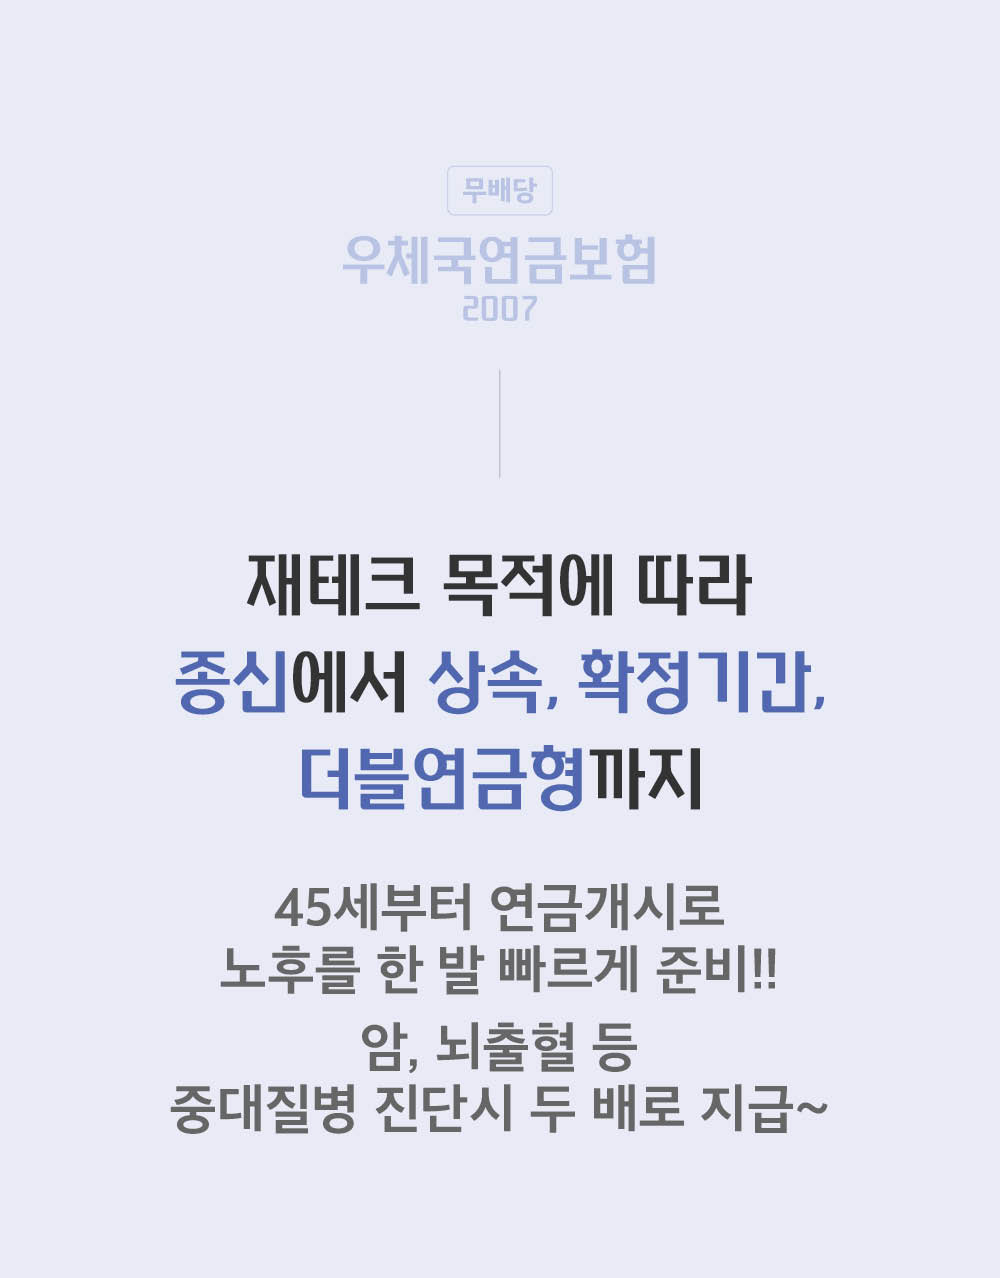 무배당
우체국연금보험
2007
재테크 목적에 따라
종신에서 상속, 확정기간,
더블연금형까지
45세부터 연금개시로
노후를 한 발 빠르게 준비!!
암, 뇌출혈 등
중대질병 진단시 두 배로 지급~